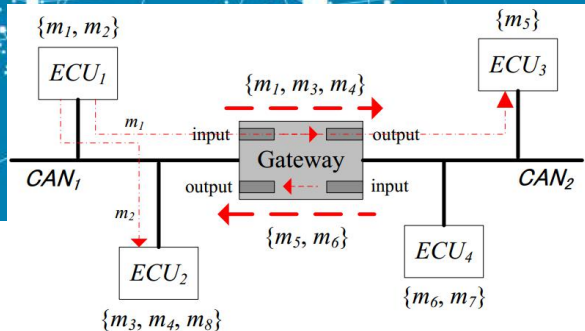 {m₁, m₂}
ECU₁
{m₁, m₃, m₄}
{m₅}
ECU₃
m₁
input
output
Gateway
CAN₁
output
input
CAN₂
m₂
{m₅, m₆}
ECU₂
{m₃, m₄, m₈}
ECU₄
{m₆, m₇}